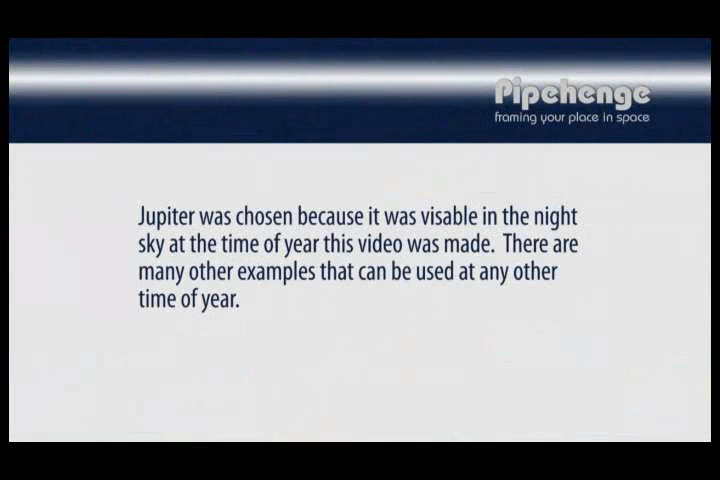 Pipehenge
framing your place in space
Jupiter was chosen because it was visable in the night
sky at the time of year this video was made.  There are
many other examples that can be used at any other
time of year.